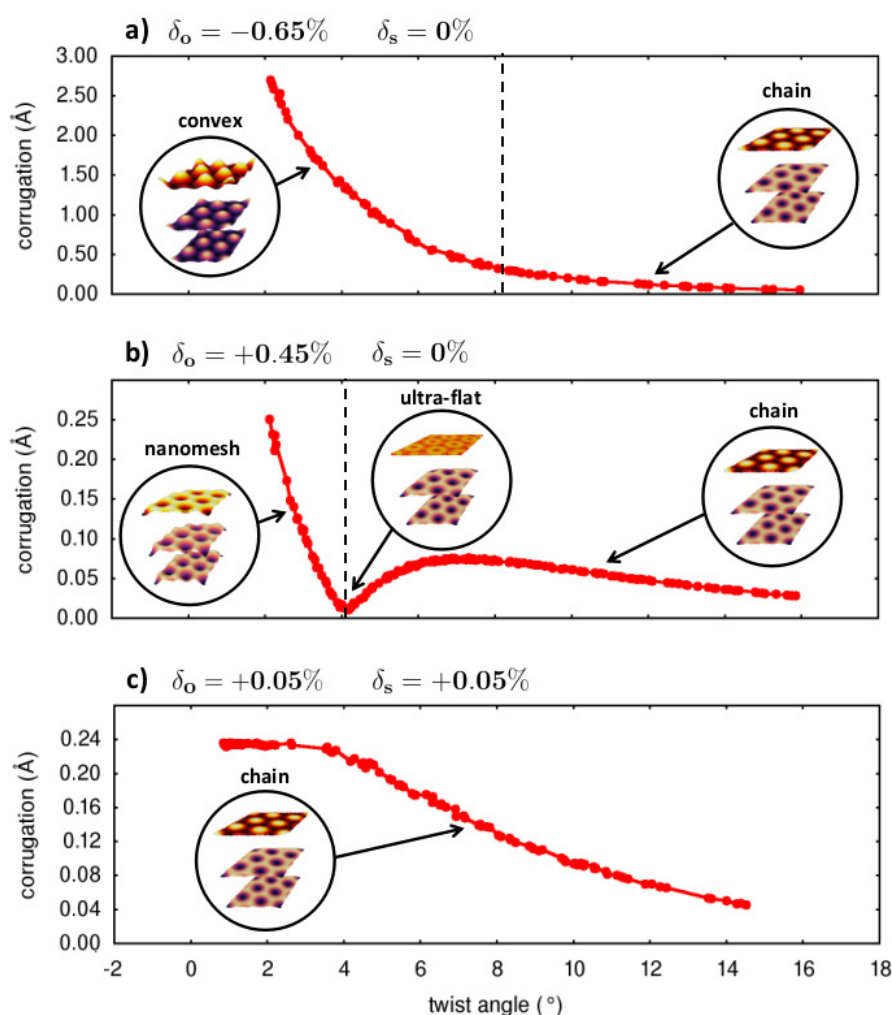 a) δo = −0.65% δs = 0%
3.00
2.50
2.00
1.50
1.00
0.50
0.00
corrugation (Å)
convex
chain
b) δo = +0.45% δs = 0%
0.25
0.20
0.15
0.10
0.05
0.00
corrugation (Å)
nanomesh
ultra-flat
chain
c) δo = +0.05% δs = +0.05%
0.24
0.20
0.16
0.12
0.08
0.04
0.00
corrugation (Å)
chain
-2 0 2 4 6 8 10 12 14 16 18
twist angle (°)